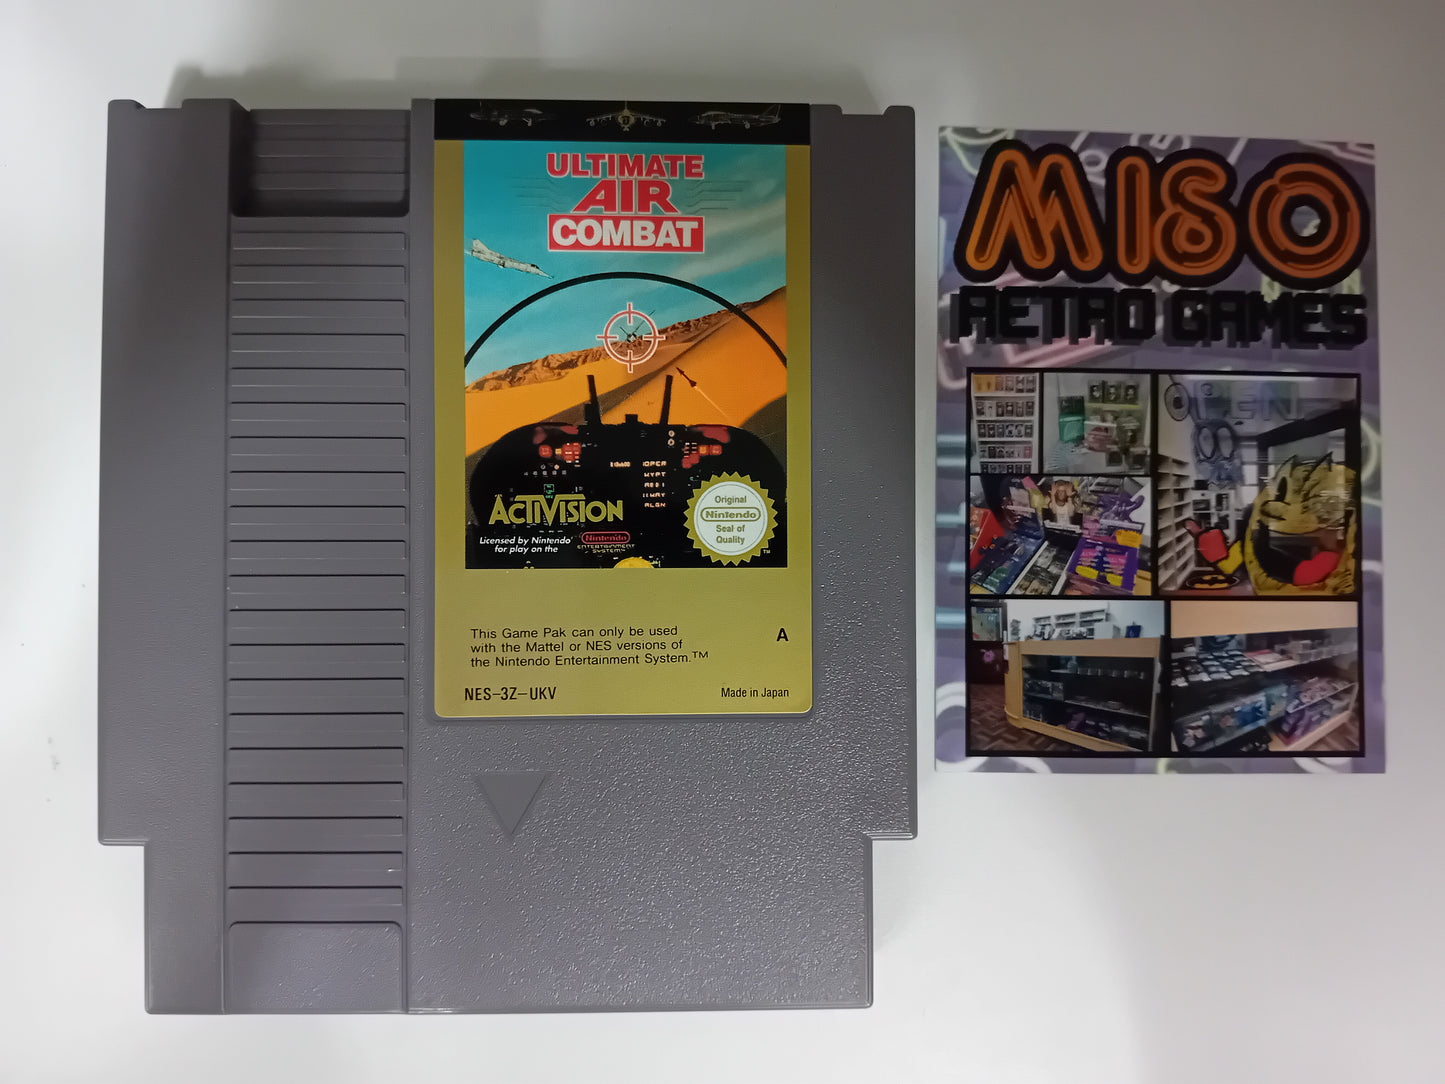 ULTIMATE
AIR
COMBAT
ACTIVISION
Licensed by Nintendo®
for play on the
Nintendo
ENTERTAINMENT
SYSTEM™
Original
Nintendo
Seal of
Quality
™
This Game Pak can only be used
with the Mattel or NES versions of
the Nintendo Entertainment System.™
A
NES-3Z-UKV
Made in Japan
MISO
RETRO GAMES
OPEN